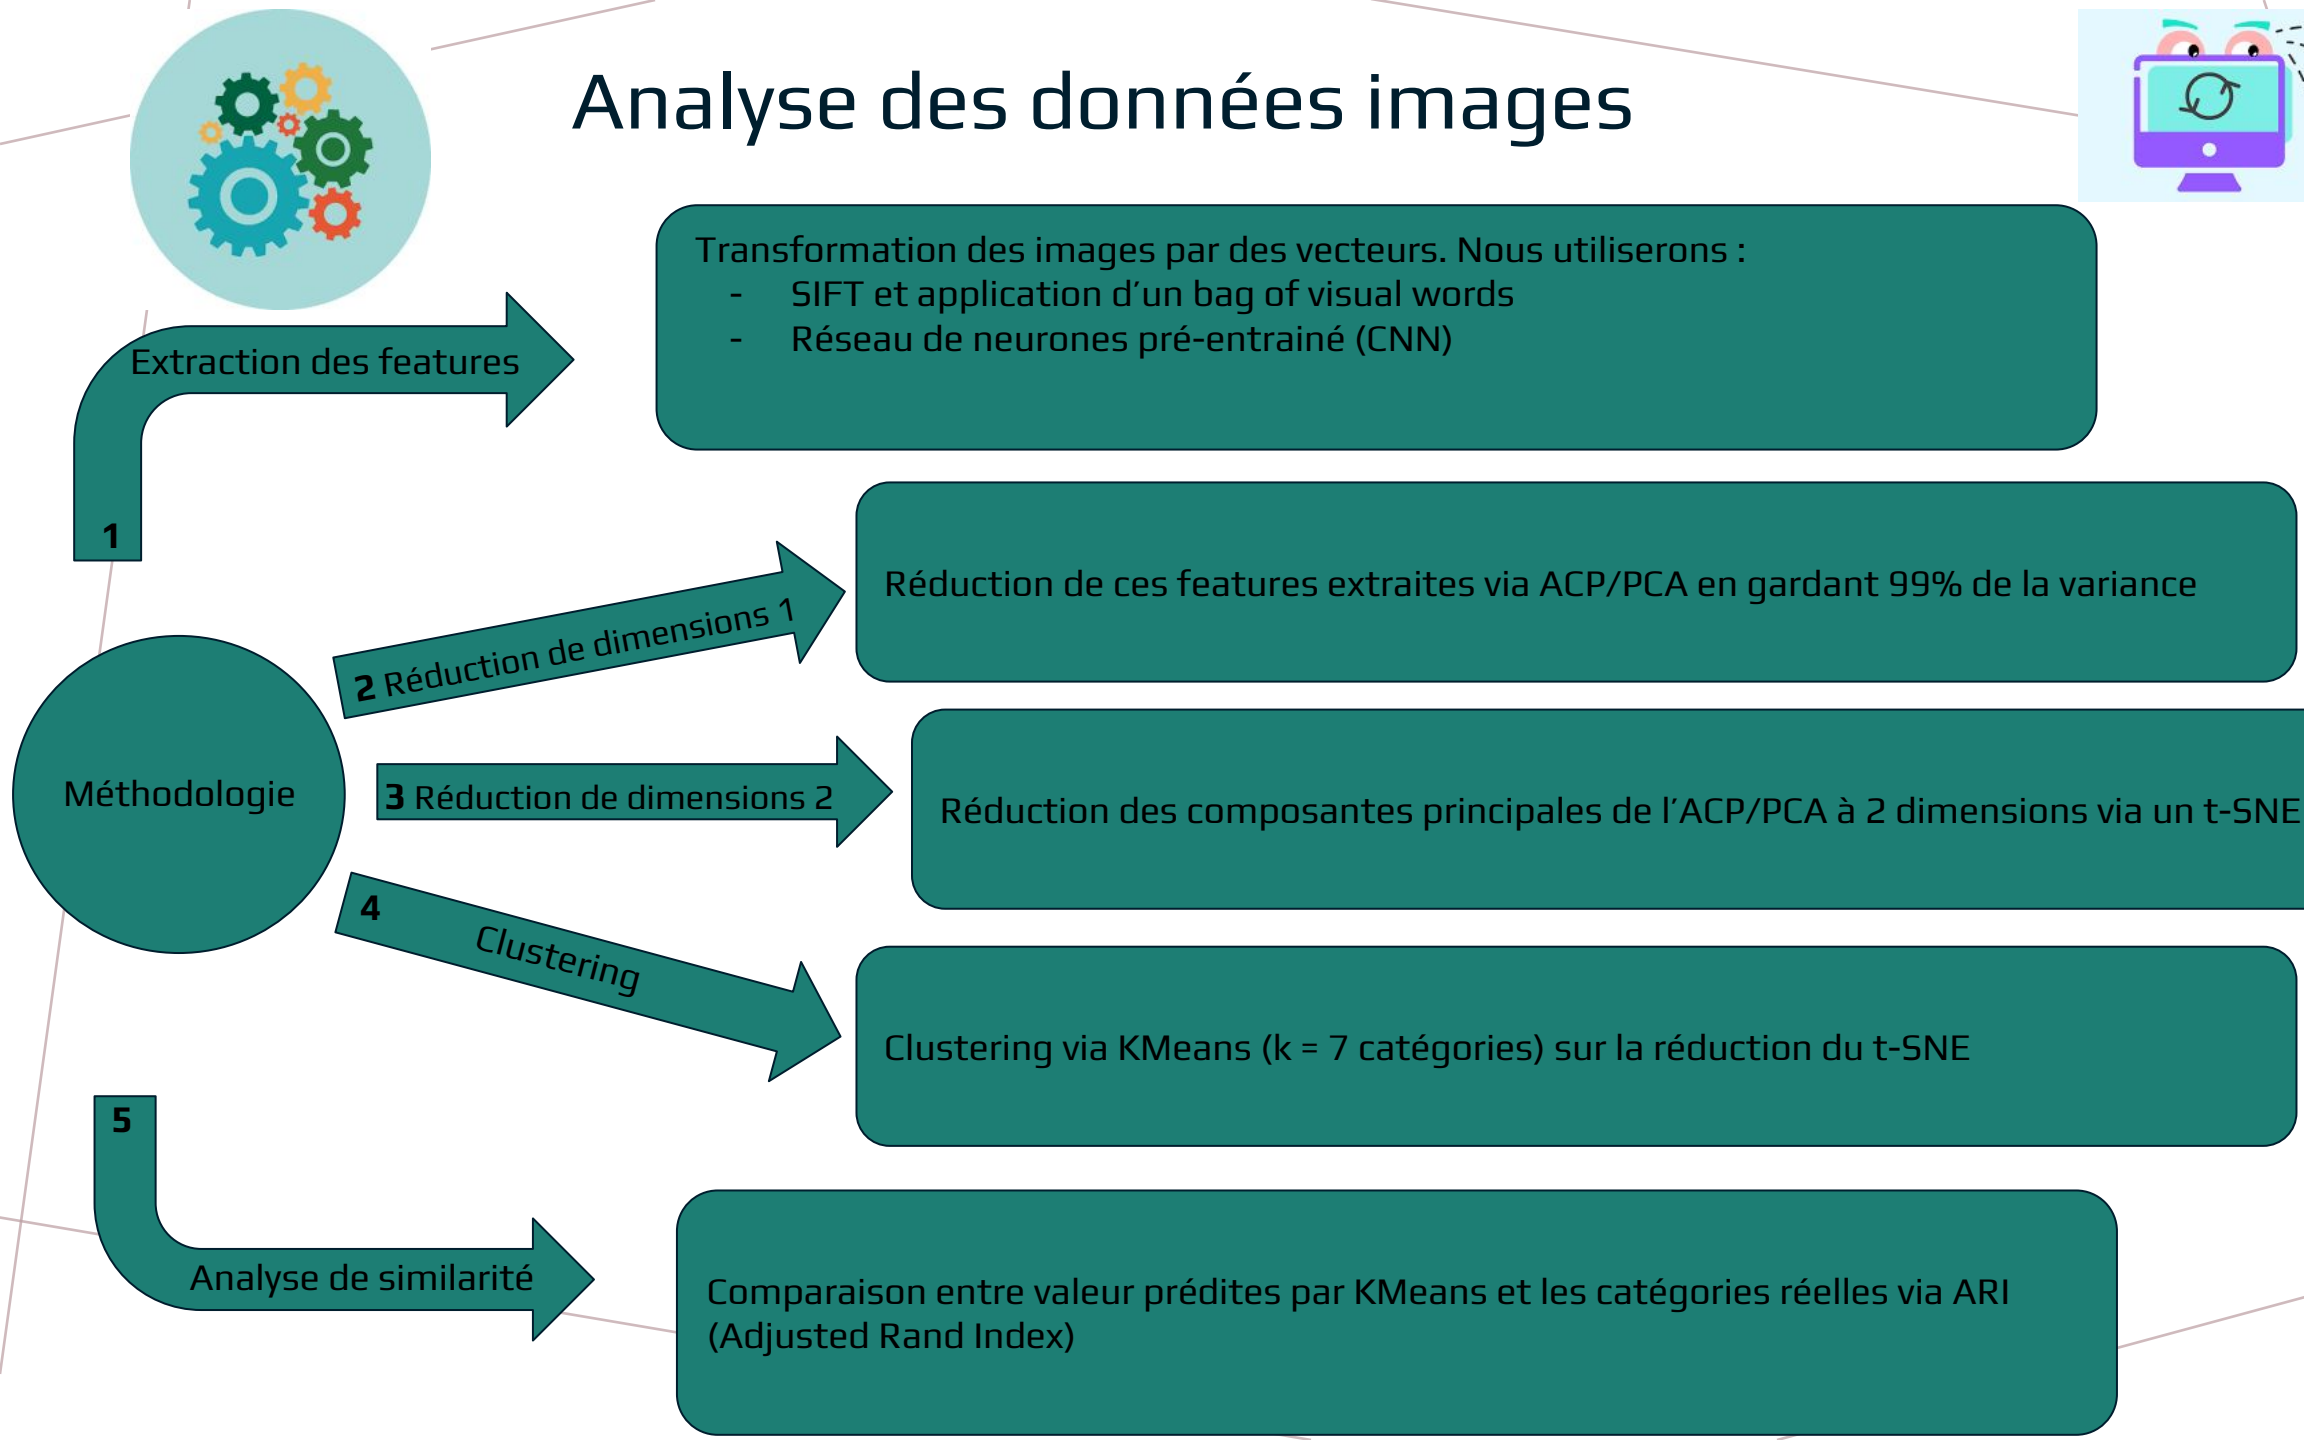 Analyse des données images
Transformation des images par des vecteurs. Nous utiliserons :
- SIFT et application d’un bag of visual words
- Réseau de neurones pré-entrainé (CNN)
Extraction des features
1
Réduction de ces features extraites via ACP/PCA en gardant 99% de la variance
2 Réduction de dimensions 1
Méthodologie
3 Réduction de dimensions 2
Réduction des composantes principales de l’ACP/PCA à 2 dimensions via un t-SNE
4 Clustering
Clustering via KMeans (k = 7 catégories) sur la réduction du t-SNE
5
Analyse de similarité
Comparaison entre valeur prédites par KMeans et les catégories réelles via ARI
(Adjusted Rand Index)